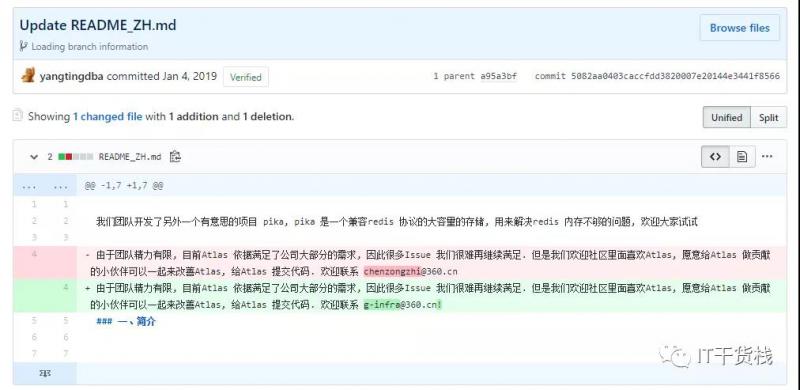 Update README_ZH.md
Browse files
Loading branch information
yangtingdba committed Jan 4, 2019 Verified
1 parent a95a3bf commit 5082aa0403caccfdd3820007e20144e3441f8566
Showing 1 changed file with 1 addition and 1 deletion.
Unified Split
2 README_ZH.md
... ... @@ -1,7 +1,7 @@
1 1
2 2 我们团队开发了另外一个有意思的项目 pika, pika 是一个兼容redis 协议的大容量的存储, 用来解决redis 内存不够的问题, 欢迎大家试试
3 3
4 - 由于团队精力有限, 目前Atlas 依据满足了公司大部分的需求, 因此很多Issue 我们很难再继续满足. 但是我们欢迎社区里面喜欢Atlas, 愿意给Atlas 做贡献
的小伙伴可以一起来改善Atlas, 给Atlas 提交代码. 欢迎联系 chenzongzhi@360.cn
4 + 由于团队精力有限, 目前Atlas 依据满足了公司大部分的需求, 因此很多Issue 我们很难再继续满足. 但是我们欢迎社区里面喜欢Atlas, 愿意给Atlas 做贡献
的小伙伴可以一起来改善Atlas, 给Atlas 提交代码. 欢迎联系 g-infra@360.cn!
5 5 ### 一、简介
6 6
7 7
IT干货栈